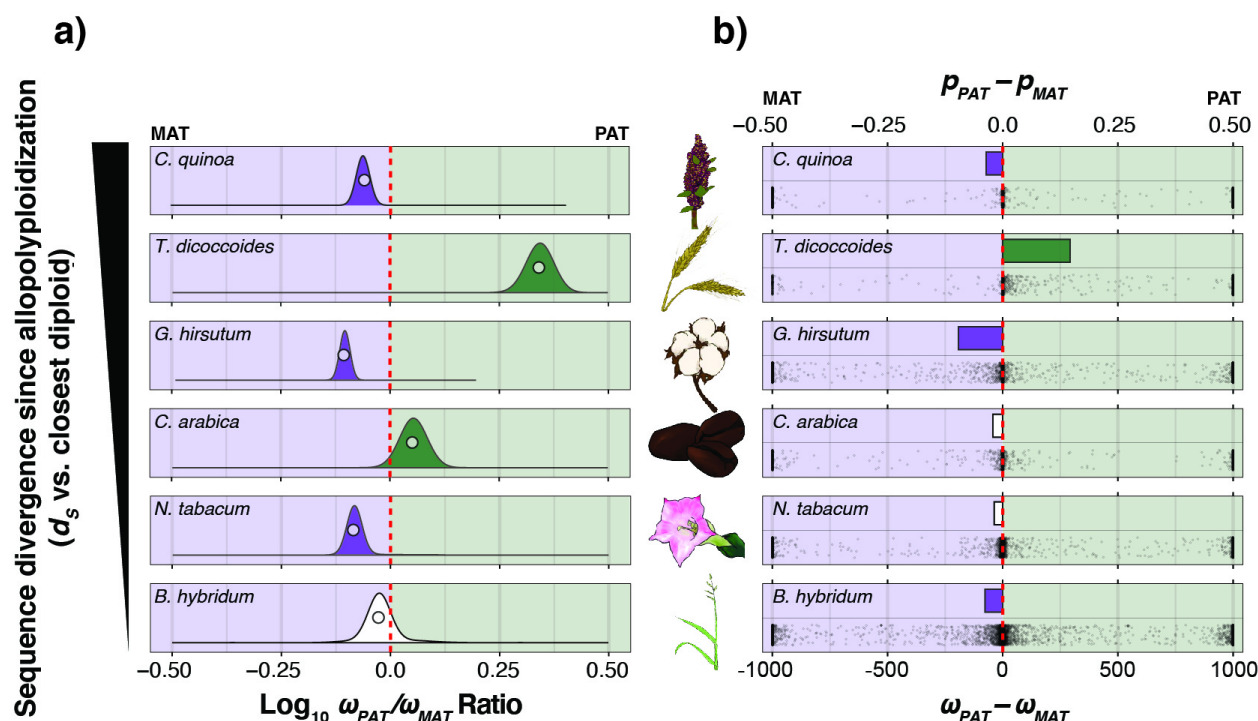 a)
b)
Sequence divergence since allopolyploidization
(dS vs. closest diploid)
MAT
PAT
C. quinoa
T. dicoccoides
G. hirsutum
C. arabica
N. tabacum
B. hybridum
−0.50
−0.25
0.0
0.25
0.50
Log10 ωPAT/ωMAT Ratio
pPAT − pMAT
MAT
PAT
−0.50
−0.25
0.0
0.25
0.50
C. quinoa
T. dicoccoides
G. hirsutum
C. arabica
N. tabacum
B. hybridum
-1000
-500
0
500
1000
ωPAT − ωMAT